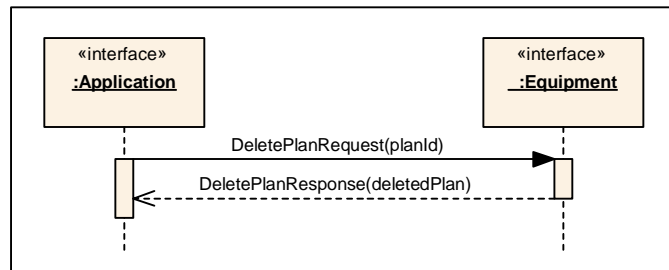 «interface»
:Application
«interface»
:Equipment
DeletePlanRequest(planId)
DeletePlanResponse(deletedPlan)